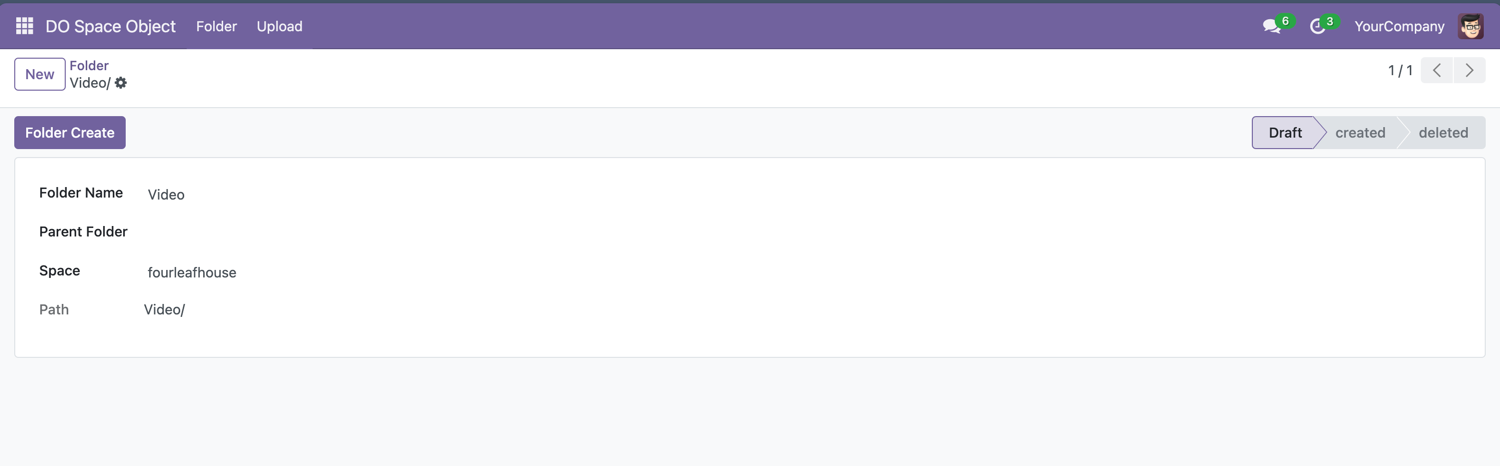 DO Space Object Folder Upload 6 3 YourCompany
New Folder 1 / 1
Video/
Folder Create Draft created deleted
Folder Name Video
Parent Folder
Space fourleafhouse
Path Video/